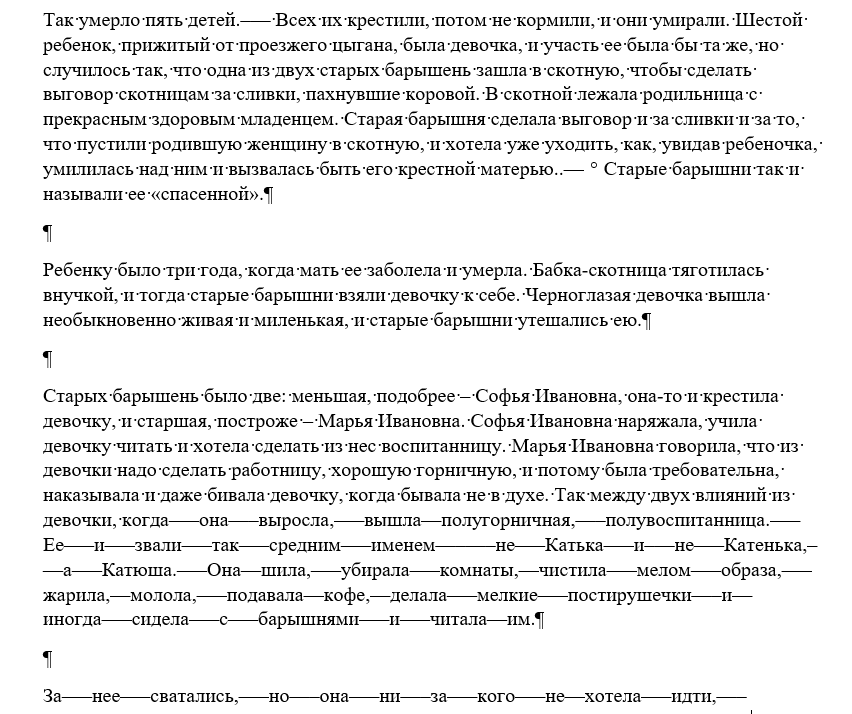 Так·умерло·пять·детей.——·Всех·их·крестили,·потом·не·кормили,·и·они·умирали.·Шестой·
ребенок,·прижитый·от·проезжего·цыгана,·была·девочка,·и·участь·ее·была·бы·та·же,·но·
случилось·так,·что·одна·из·двух·старых·барышень·зашла·в·скотную,·чтобы·сделать·
выговор·скотницам·за·сливки,·пахнувшие·коровой.·В·скотной·лежала·родильница·с·
прекрасным·здоровым·младенцем.·Старая·барышня·сделала·выговор·и·за·сливки·и·за·то,·
что·пустили·родившую·женщину·в·скотную,·и·хотела·уже·уходить,·как,·увидав·ребеночка,·
умилилась·над·ним·и·вызвалась·быть·его·крестной·матерью..— ° Старые·барышни·так·и·
называли·ее·«спасенной».¶
¶
Ребенку·было·три·года,·когда·мать·ее·заболела·и·умерла.·Бабка-скотница·тяготилась·
внучкой,·и·тогда·старые·барышни·взяли·девочку·к·себе.·Черноглазая·девочка·вышла·
необыкновенно·живая·и·миленькая,·и·старые·барышни·утешались·ею.¶
¶
Старых·барышень·было·две:·меньшая,·подобрее·–·Софья·Ивановна,·она-то·и·крестила·
девочку,·и·старшая,·построже·–·Марья·Ивановна.·Софья·Ивановна·наряжала,·учила·
девочку·читать·и·хотела·сделать·из·нес·воспитанницу.·Марья·Ивановна·говорила,·что·из·
девочки·надо·сделать·работницу,·хорошую·горничную,·и·потому·была·требовательна,·
наказывала·и·даже·бивала·девочку,·когда·бывала·не·в·духе.·Так·между·двух·влияний·из·
девочки,·когда——она——выросла,——вышла—полугорничная,——полувоспитанница.——
Ее——и——звали——так——средним——именем————не——Катька——и——не——Катенька,–
—а——Катюша.——Она—шила,——убирала——комнаты,—чистила——мелом——образа,——
жарила,—молола,——подавала—кофе,—делала——мелкие——постирушечки——и—
иногда——сидела——с——барышнями——и——читала—им.¶
¶
За——нее——сватались,——но——она——ни——за——кого——не—хотела——идти,——